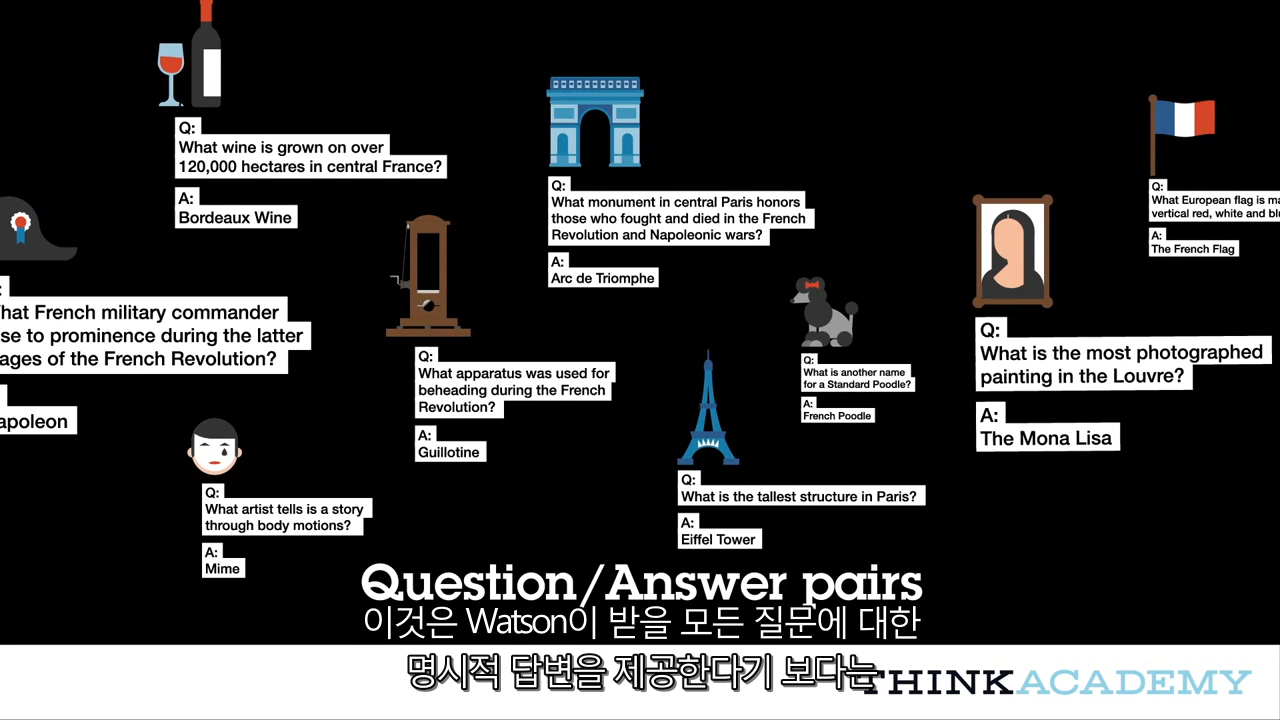 Q:
What wine is grown on over
120,000 hectares in central France?
A:
Bordeaux Wine
Q:
What monument in central Paris honors
those who fought and died in the French
Revolution and Napoleonic wars?
A:
Arc de Triomphe
Q:
What European flag is ma
vertical red, white and bl
A:
The French Flag
:
hat French military commander
se to prominence during the latter
ages of the French Revolution?
apoleon
Q:
What apparatus was used for
beheading during the French
Revolution?
A:
Guillotine
Q:
What is another name
for a Standard Poodle?
A:
French Poodle
Q:
What is the most photographed
painting in the Louvre?
A:
The Mona Lisa
Q:
What artist tells is a story
through body motions?
A:
Mime
Q:
What is the tallest structure in Paris?
A:
Eiffel Tower
Question/Answer pairs
이것은 Watson이 받을 모든 질문에 대한
명시적 답변을 제공한다기 보다는
THINKACADEMY